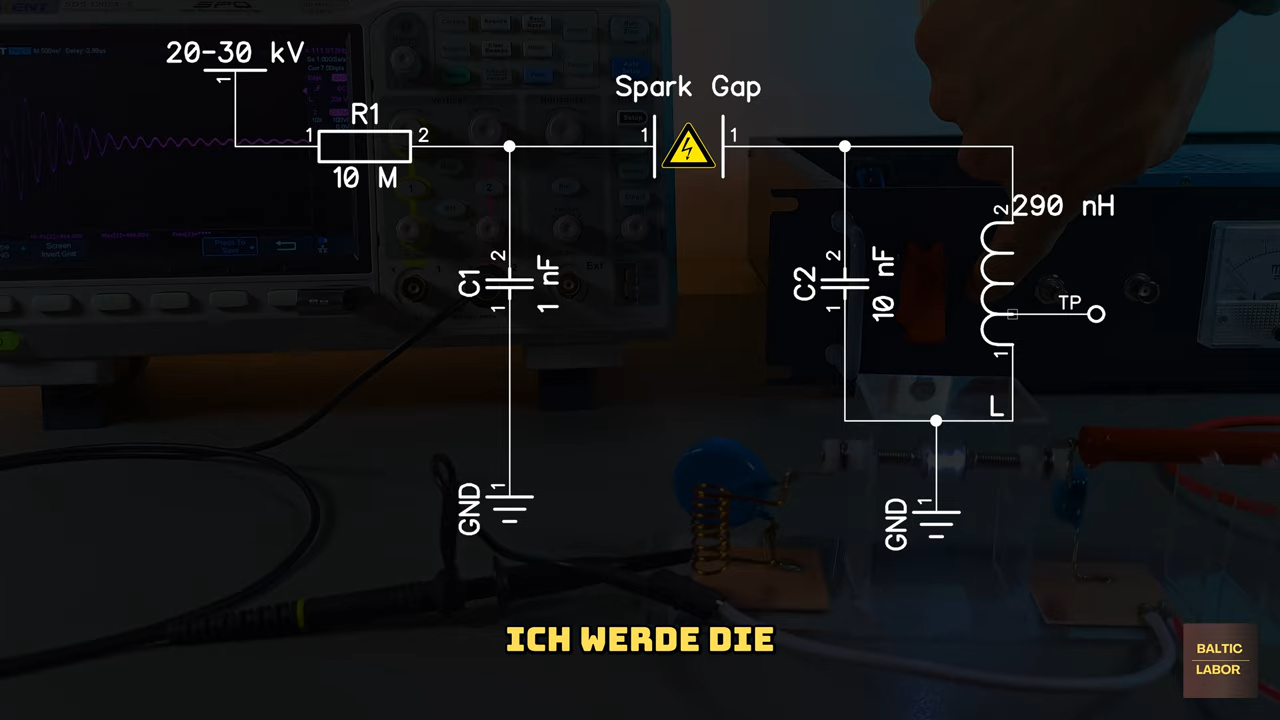 20-30 kV
1
R1
1
2
10 M
Spark Gap
1
1
2
C1
1 nF
1
GND
1
2
C2
10 nF
1
2
290 nH
TP
1
L
GND
1
Ext
ICH WERDE DIE
BALTIC
LABOR